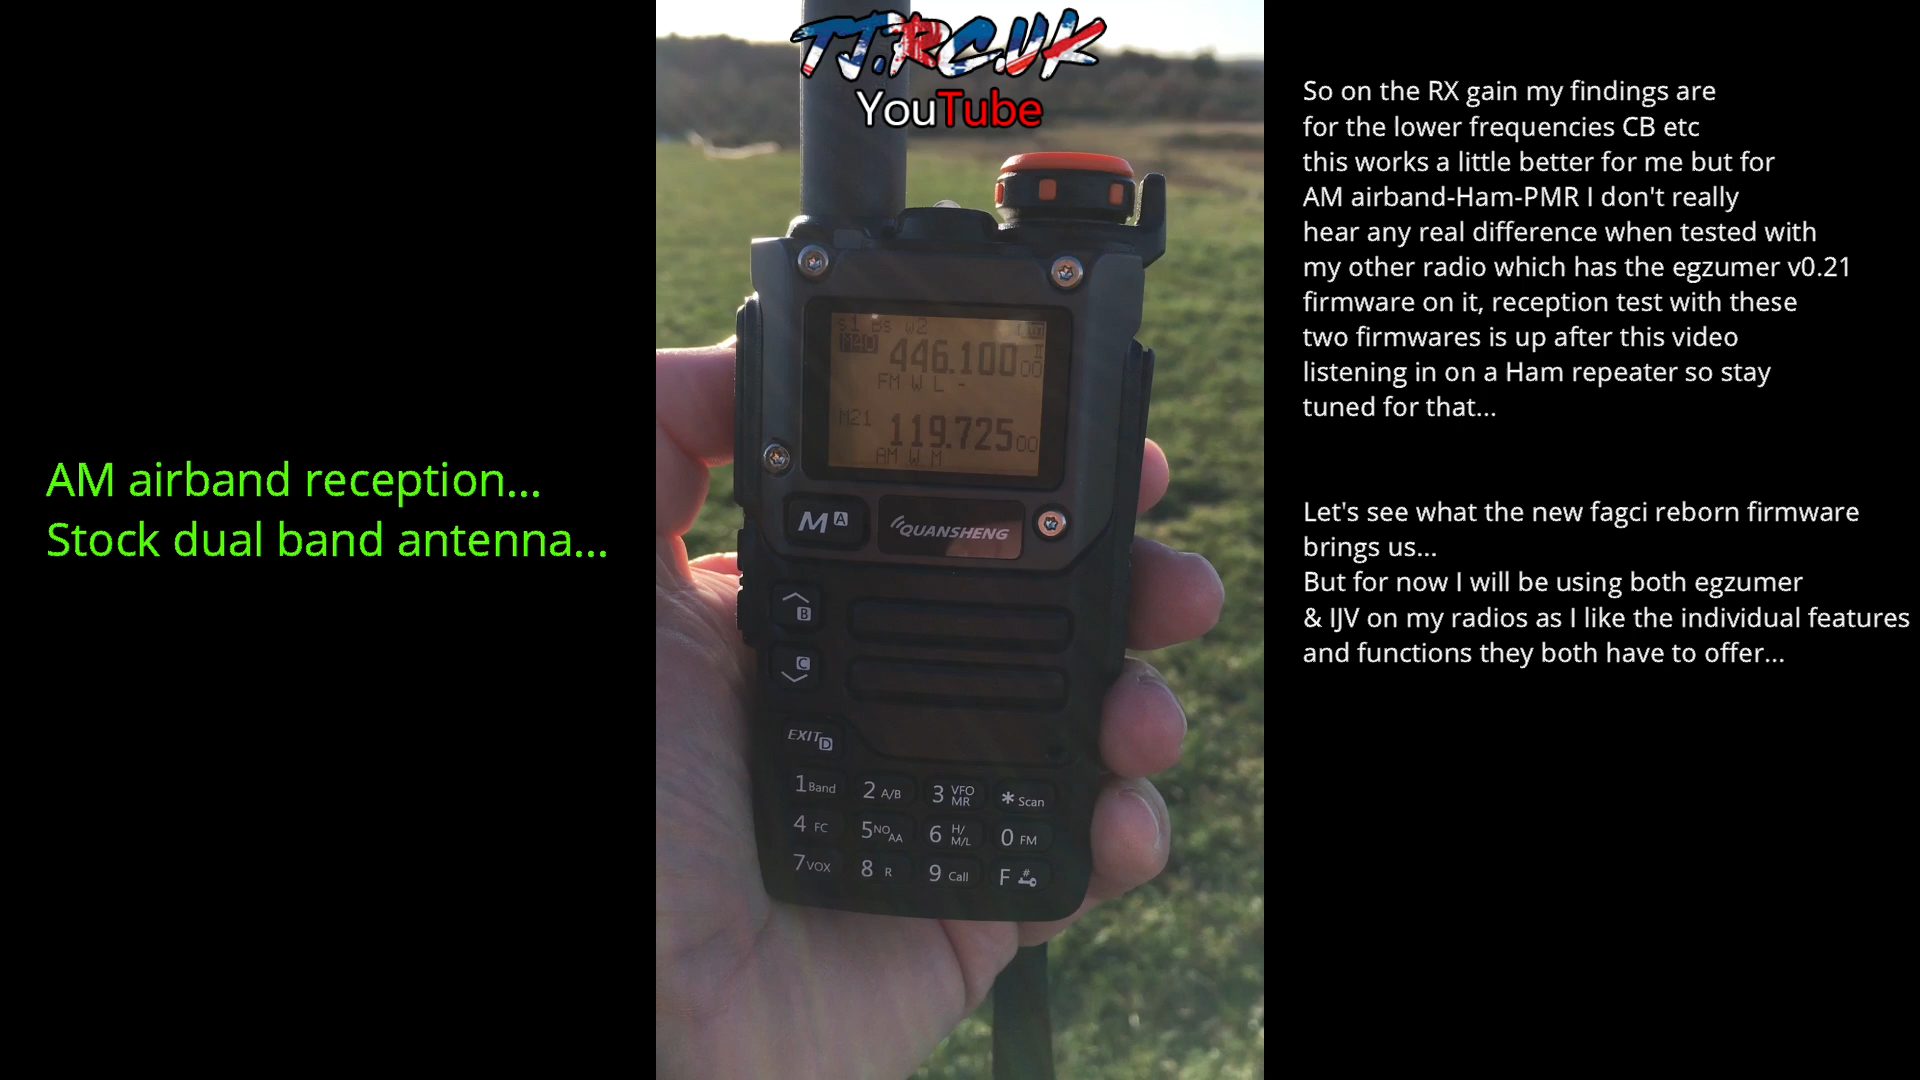 TJ.RC.UK
YouTube
AM airband reception...
Stock dual band antenna...
S1 Bs W2
M40 446.100 00
FM W L -
M21 119.725 00
AM W M
M A
QUANSHENG
B
C
EXIT D
1 Band 2 A/B 3 VFO MR * Scan
4 FC 5 NOAA 6 H/M/L 0 FM
7 VOX 8 R 9 Call F #
So on the RX gain my findings are
for the lower frequencies CB etc
this works a little better for me but for
AM airband-Ham-PMR I don't really
hear any real difference when tested with
my other radio which has the egzumer v0.21
firmware on it, reception test with these
two firmwares is up after this video
listening in on a Ham repeater so stay
tuned for that...
Let's see what the new fagci reborn firmware
brings us...
But for now I will be using both egzumer
& IJV on my radios as I like the individual features
and functions they both have to offer...